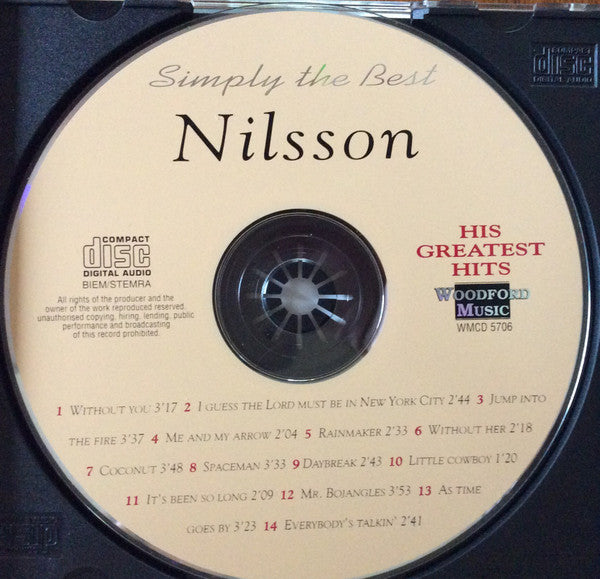 Simply the Best
Nilsson
COMPACT
disc
DIGITAL AUDIO
BIEM/STEMRA
All rights of the producer and the
owner of the work reproduced reserved.
unauthorised copying, hiring, lending, public
performance and broadcasting
of this record prohibited.
HIS
GREATEST
HITS
WOODFORD
MUSIC
WMCD 5706
1 WITHOUT YOU 3'17 2 I GUESS THE LORD MUST BE IN NEW YORK CITY 2'44 3 JUMP INTO
THE FIRE 3'37 4 ME AND MY ARROW 2'04 5 RAINMAKER 2'33 6 WITHOUT HER 2'18
7 COCONUT 3'48 8 SPACEMAN 3'33 9 DAYBREAK 2'43 10 LITTLE COWBOY 1'20
11 IT'S BEEN SO LONG 2'09 12 MR. BOJANGLES 3'53 13 AS TIME
GOES BY 3'23 14 EVERYBODY'S TALKIN' 2'41
COMPACT
disc
DIGITAL AUDIO